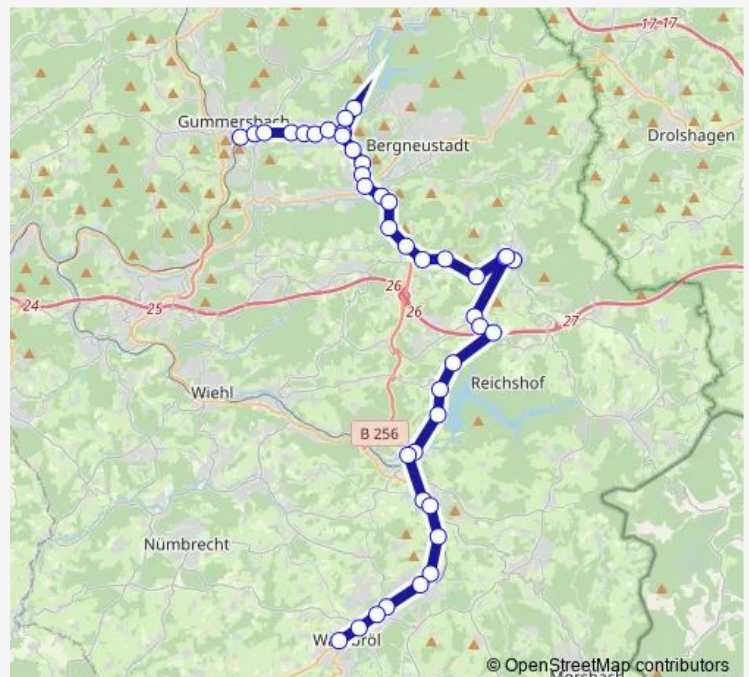 17-17
Gummersbach
Bergneustadt
Drolshagen
24
25
26
26
27
Wiehl
Reichshof
B 256
Nümbrecht
© OpenStreetMap contributors